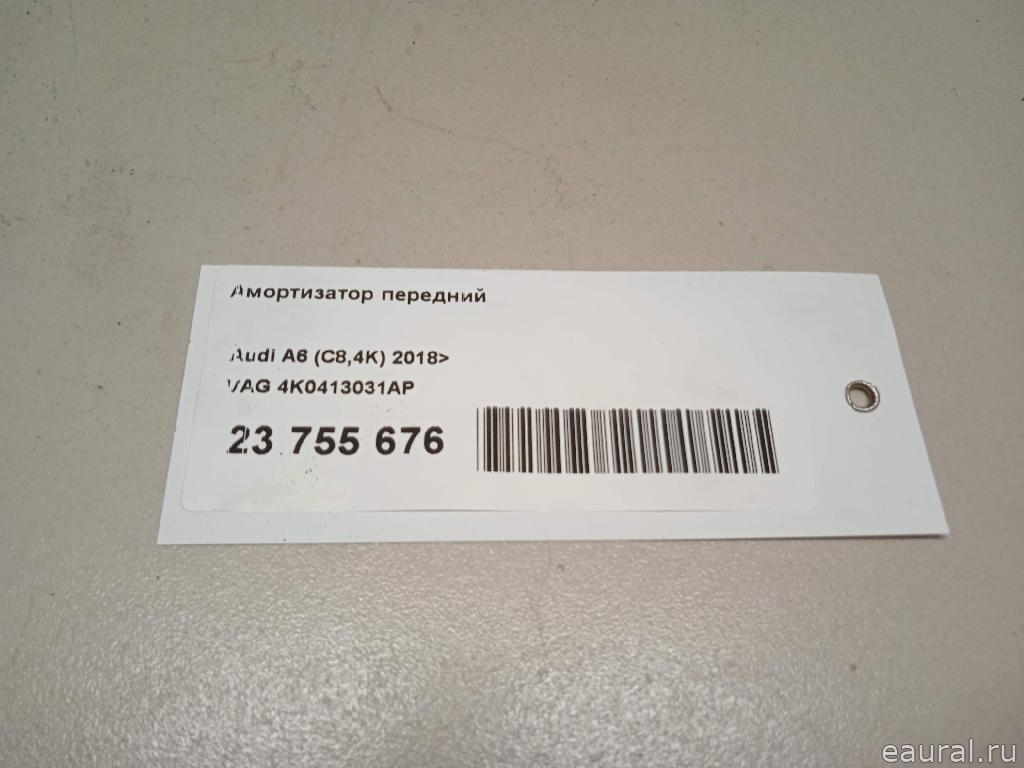 Амортизатор передний
Audi A6 (C8,4K) 2018>
VAG 4K0413031AP
23 755 676
eaural.ru